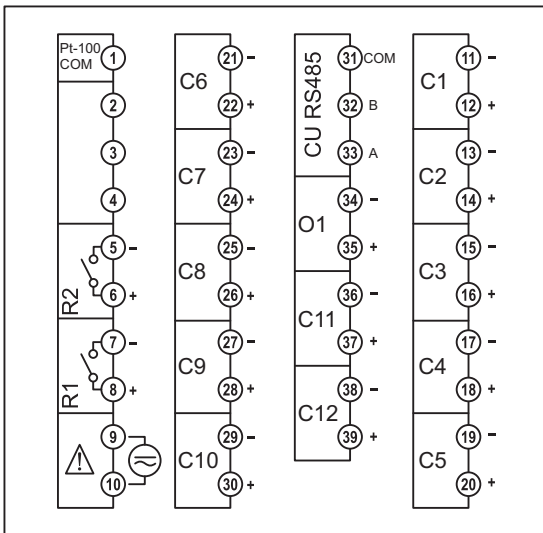 Pt-100
COM
1
2
3
4
R2
5 -
6 +
R1
7 -
8 +
9
10
C6
21 -
22 +
C7
23 -
24 +
C8
25 -
26 +
C9
27 -
28 +
C10
29 -
30 +
CU RS485
31 COM
32 B
33 A
O1
34 -
35 +
C11
36 -
37 +
C12
38 -
39 +
C1
11 -
12 +
C2
13 -
14 +
C3
15 -
16 +
C4
17 -
18 +
C5
19 -
20 +